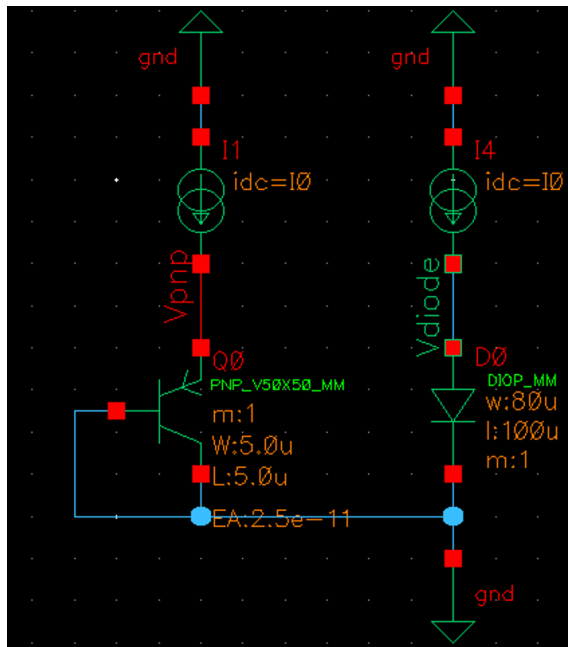 gnd
gnd
I1
idc=I0
I4
idc=I0
Vpnp
Vdiode
Q0
PNP_V50X50_MM
m:1
W:5.0u
L:5.0u
EA:2.5e-11
D0
DIOP_MM
w:80u
l:100u
m:1
gnd